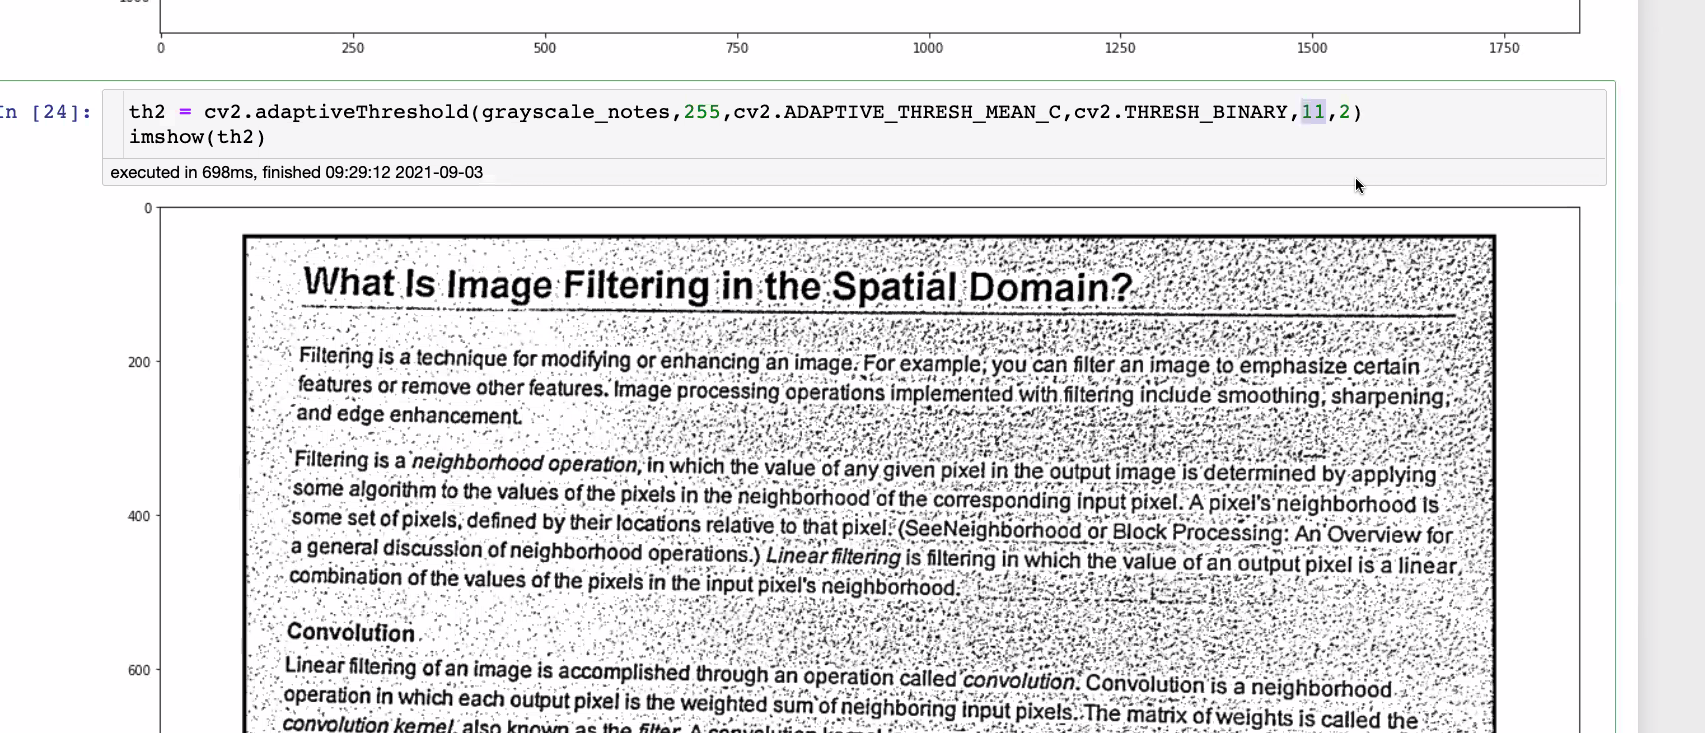 0 250 500 750 1000 1250 1500 1750
In [24]:
th2 = cv2.adaptiveThreshold(grayscale_notes,255,cv2.ADAPTIVE_THRESH_MEAN_C,cv2.THRESH_BINARY,11,2)
imshow(th2)
executed in 698ms, finished 09:29:12 2021-09-03
0
What Is Image Filtering in the Spatial Domain?
200
Filtering is a technique for modifying or enhancing an image. For example, you can filter an image to emphasize certain
features or remove other features. Image processing operations implemented with filtering include smoothing, sharpening,
and edge enhancement.
Filtering is a neighborhood operation, in which the value of any given pixel in the output image is determined by applying
some algorithm to the values of the pixels in the neighborhood of the corresponding input pixel. A pixel's neighborhood is
400
some set of pixels, defined by their locations relative to that pixel. (SeeNeighborhood or Block Processing: An Overview for
a general discussion of neighborhood operations.) Linear filtering is filtering in which the value of an output pixel is a linear
combination of the values of the pixels in the input pixel's neighborhood.
Convolution
600
Linear filtering of an image is accomplished through an operation called convolution. Convolution is a neighborhood
operation in which each output pixel is the weighted sum of neighboring input pixels. The matrix of weights is called the
convolution kernel, also known as the filter. A convolution kernel